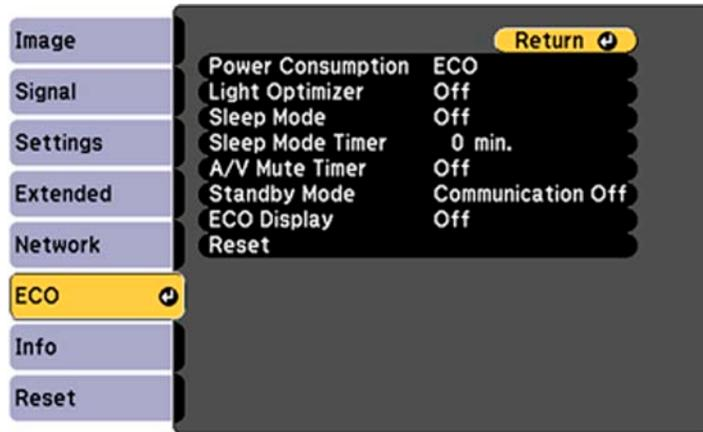 Image
Signal
Settings
Extended
Network
ECO
Info
Reset
Return
Power Consumption ECO
Light Optimizer Off
Sleep Mode Off
Sleep Mode Timer 0 min.
A/V Mute Timer Off
Standby Mode Communication Off
ECO Display Off
Reset